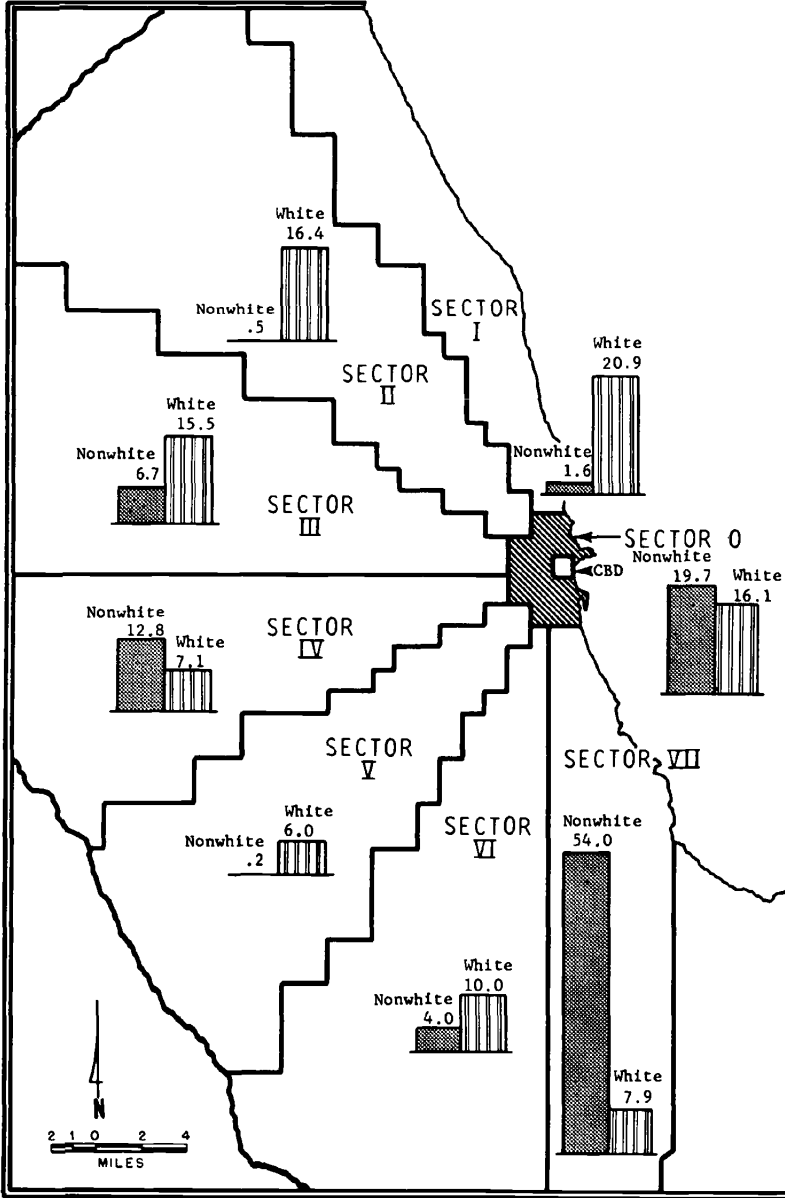 White
16.4
Nonwhite
.5
SECTOR
I
White
20.9
SECTOR
II
White
15.5
Nonwhite
6.7
Nonwhite
1.6
SECTOR
III
SECTOR 0
CBD
Nonwhite
19.7
White
16.1
Nonwhite
12.8
White
7.1
SECTOR
IV
SECTOR
V
SECTOR VII
White
6.0
Nonwhite
.2
SECTOR
VI
Nonwhite
54.0
White
10.0
Nonwhite
4.0
White
7.9
N
2 1 0 2 4
MILES